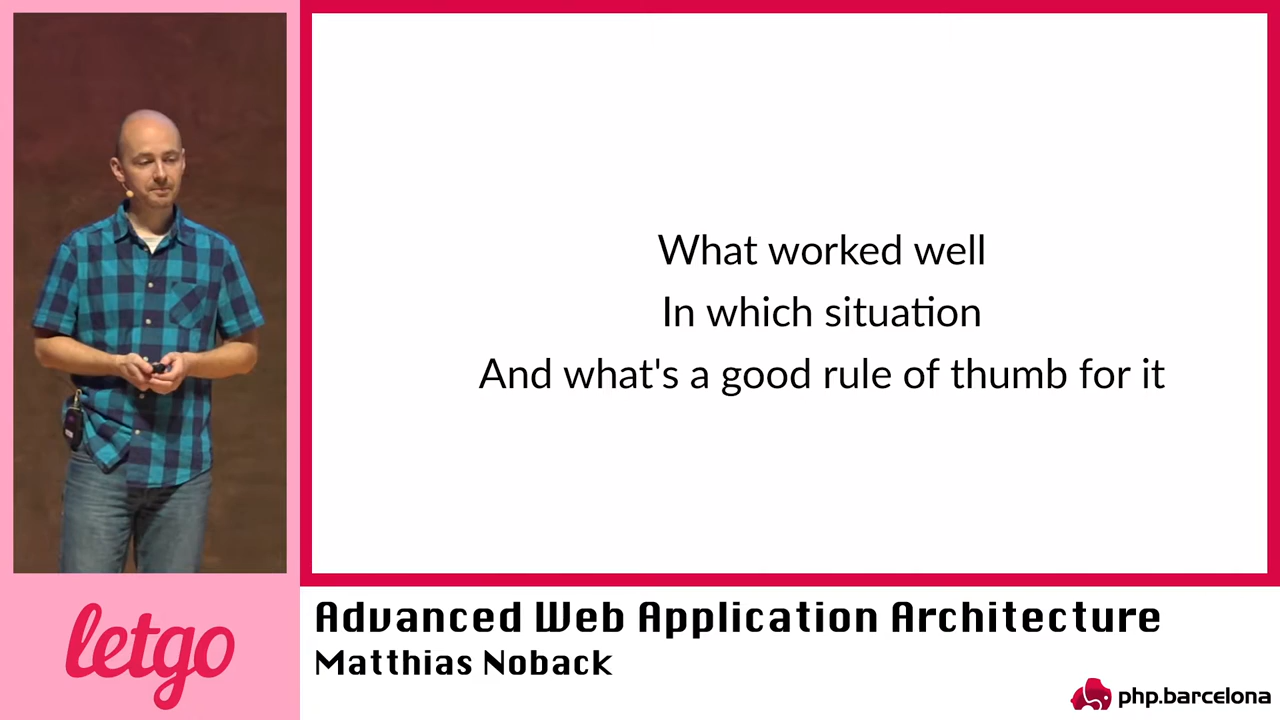 What worked well
In which situation
And what's a good rule of thumb for it
Advanced Web Application Architecture
Matthias Noback
letgo
php.barcelona